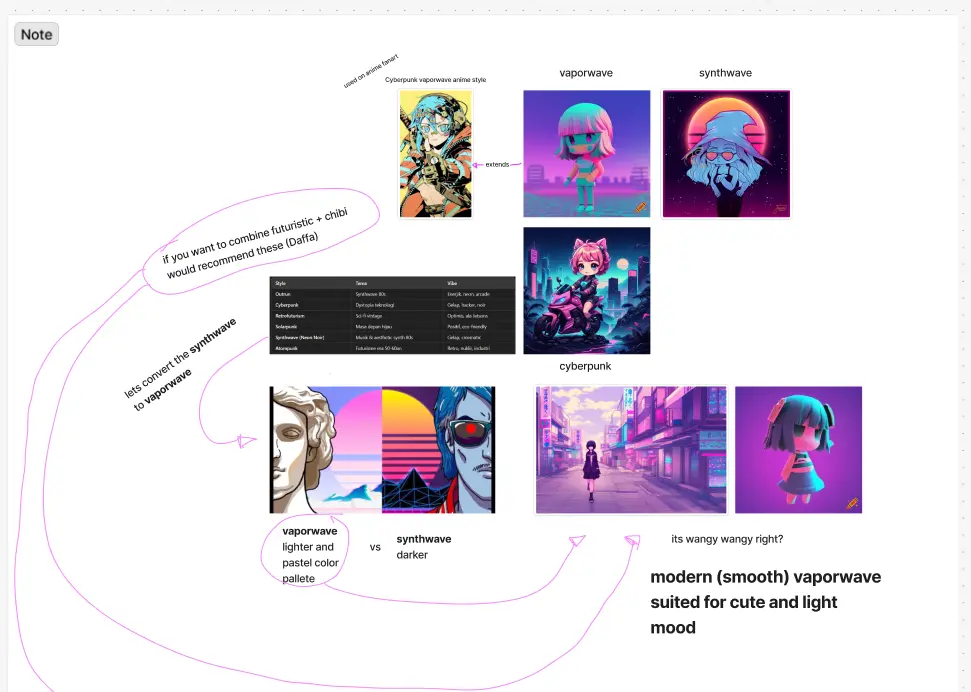 Note
used on anime fanart
Cyberpunk vaporwave anime style
vaporwave
synthwave
extends
if you want to combine futuristic + chibi
would recommend these (Daffa)
Style Tema Vibe
Outrun Synthwave 80s Enerjik, neon, arcade
Cyberpunk Dystopia teknologi Gelap, hacker, noir
Retrofuturism Sci-fi vintage Optimis, ala Jetsons
Solarpunk Masa depan hijau Positif, eco-friendly
Synthwave (Neon Noir) Musik & aesthetic synth 80s Gelap, cinematic
Atompunk Futurisme era 50-60an Retro, nuklir, industri
cyberpunk
lets convert the synthwave
to vaporwave
vaporwave
lighter and
pastel color
pallete
vs
synthwave
darker
its wangy wangy right?
modern (smooth) vaporwave
suited for cute and light
mood